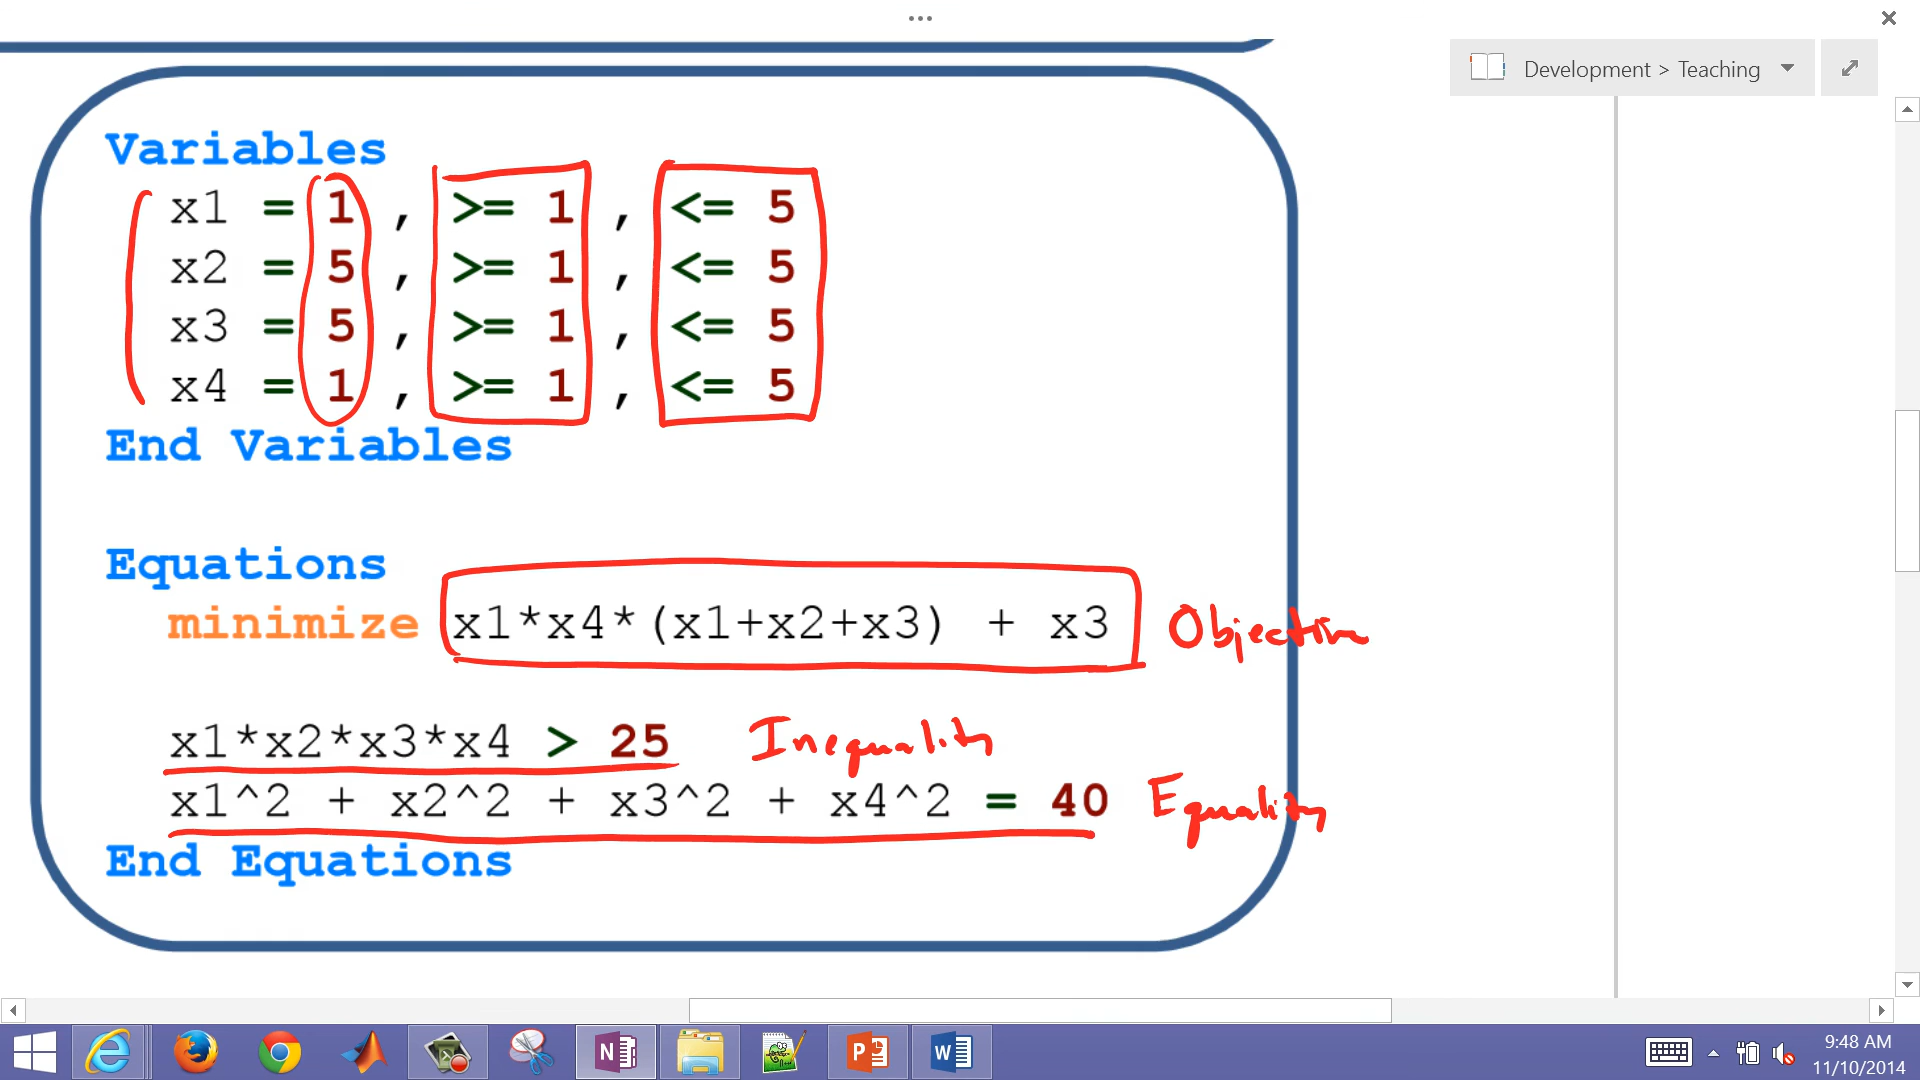 ...
Development > Teaching
Variables
x1 = 1 , >= 1 , <= 5
x2 = 5 , >= 1 , <= 5
x3 = 5 , >= 1 , <= 5
x4 = 1 , >= 1 , <= 5
End Variables
Equations
minimize x1*x4*(x1+x2+x3) + x3 Objective
x1*x2*x3*x4 > 25 Inequality
x1^2 + x2^2 + x3^2 + x4^2 = 40 Equality
End Equations
9:48 AM
11/10/2014